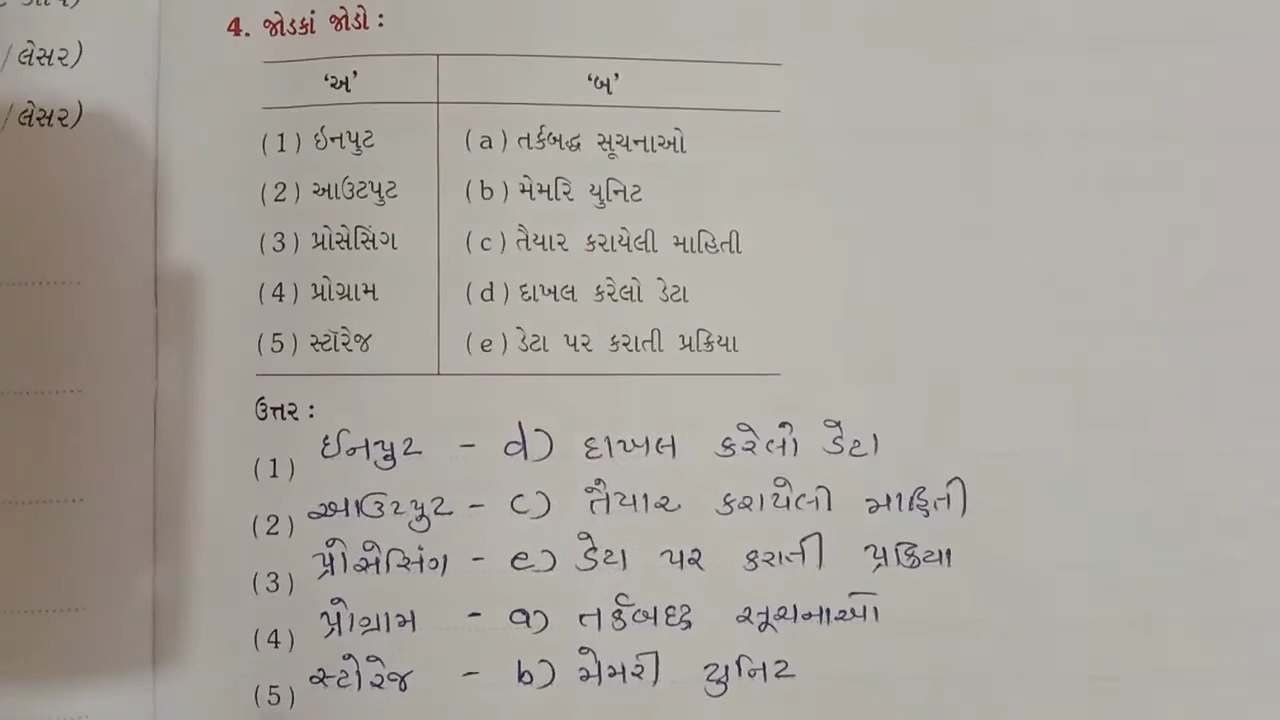 / લેસર)
/ લેસર)
4. જોડકાં જોડો :
‘અ’ ‘બ’
(1) ઇનપુટ (a) તર્કબદ્ધ સૂચનાઓ
(2) આઉટપુટ (b) મેમરિ યુનિટ
(3) પ્રોસેસિંગ (c) તૈયાર કરાયેલી માહિતી
(4) પ્રોગ્રામ (d) દાખલ કરેલો ડેટા
(5) સ્ટૉરેજ (e) ડેટા પર કરાતી પ્રક્રિયા
ઉત્તર :
(1) ઈનપુટ - d) દાખલ કરેલો ડેટા
(2) આઉટપુટ - c) તૈયાર કરાયેલી માહિતી
(3) પ્રોસેસિંગ - e) ડેટા પર કરાતી પ્રક્રિયા
(4) પ્રોગ્રામ - a) તર્કબદ્ધ સૂચનાઓ
(5) સ્ટોરેજ - b) મેમરી યુનિટ